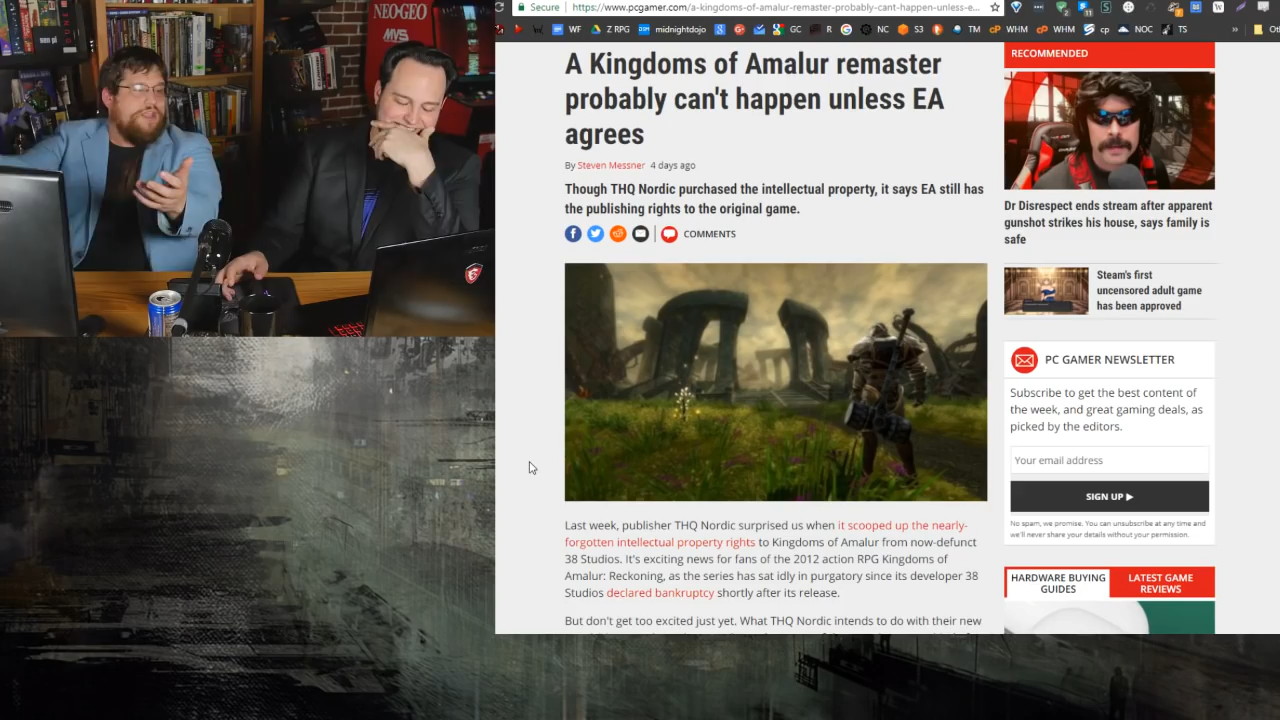 NEO·GEO
MVS
Secure
https://www.pcgamer.com/a-kingdoms-of-amalur-remaster-probably-cant-happen-unless-e...
WF
Z RPG
midnightdojo
GC
R
NC
S3
TM
WHM
WHM
cp
NOC
TS
»
A Kingdoms of Amalur remaster
probably can't happen unless EA
agrees
By Steven Messner 4 days ago
Though THQ Nordic purchased the intellectual property, it says EA still has
the publishing rights to the original game.
COMMENTS
Last week, publisher THQ Nordic surprised us when it scooped up the nearly-
forgotten intellectual property rights to Kingdoms of Amalur from now-defunct
38 Studios. It's exciting news for fans of the 2012 action RPG Kingdoms of
Amalur: Reckoning, as the series has sat idly in purgatory since its developer 38
Studios declared bankruptcy shortly after its release.
But don't get too excited just yet. What THQ Nordic intends to do with their new
RECOMMENDED
Dr Disrespect ends stream after apparent
gunshot strikes his house, says family is
safe
Steam's first
uncensored adult game
has been approved
PC GAMER NEWSLETTER
Subscribe to get the best content of
the week, and great gaming deals, as
picked by the editors.
Your email address
SIGN UP ▶
No spam, we promise. You can unsubscribe at any time and
we'll never share your details without your permission.
HARDWARE BUYING
GUIDES
LATEST GAME
REVIEWS